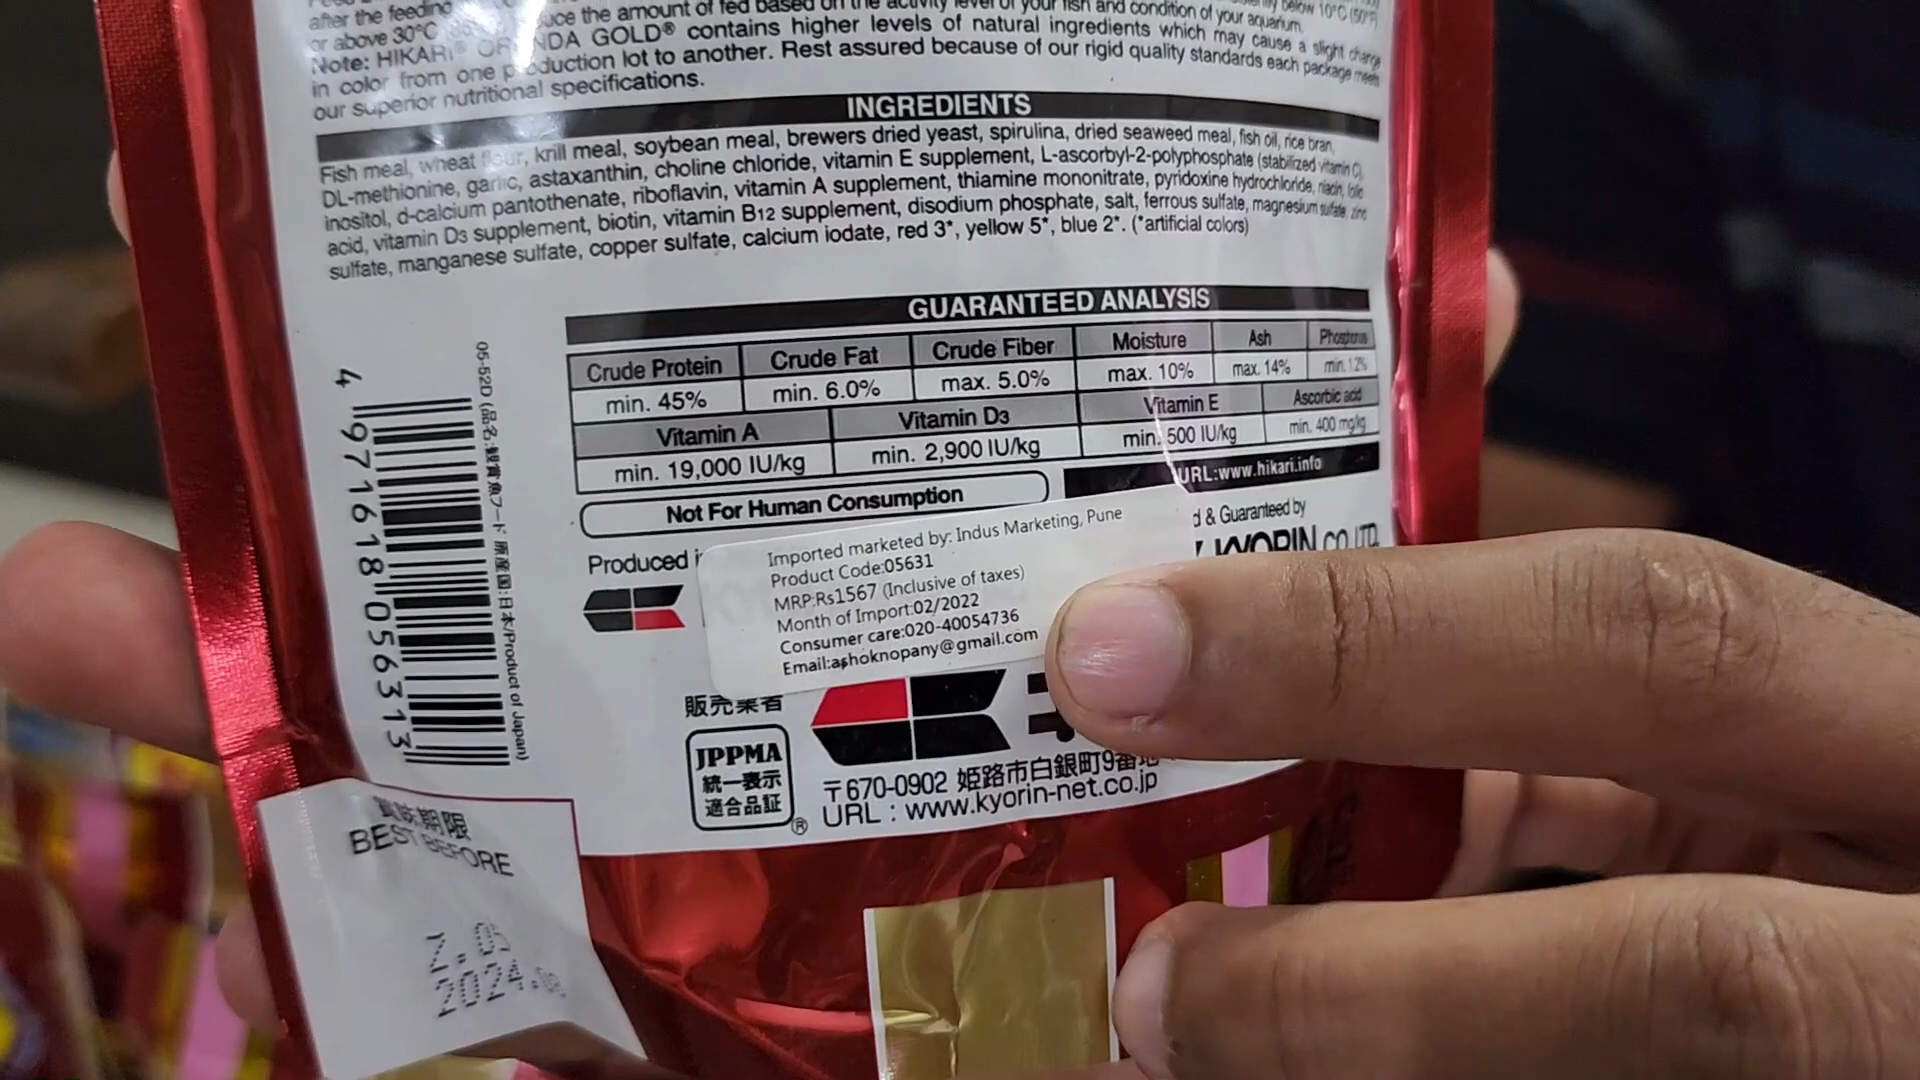 after the feeding
uce the amount of fed based on the activity level of your fish and condition of your aquarium.
below 10°C (50°F)
or above 30°C
Note: HIKARI® OR NDA GOLD® contains higher levels of natural ingredients which may cause a slight change
in color from one production lot to another. Rest assured because of our rigid quality standards each package meets
our superior nutritional specifications.
INGREDIENTS
Fish meal, wheat flour, krill meal, soybean meal, brewers dried yeast, spirulina, dried seaweed meal, fish oil, rice bran,
DL-methionine, garlic, astaxanthin, choline chloride, vitamin E supplement, L-ascorbyl-2-polyphosphate (stabilized vitamin C),
inositol, d-calcium pantothenate, riboflavin, vitamin A supplement, thiamine mononitrate, pyridoxine hydrochloride, niacin, folic
acid, vitamin D3 supplement, biotin, vitamin B12 supplement, disodium phosphate, salt, ferrous sulfate, magnesium sulfate, zinc
sulfate, manganese sulfate, copper sulfate, calcium iodate, red 3*, yellow 5*, blue 2*. (*artificial colors)
GUARANTEED ANALYSIS
Crude Protein Crude Fat Crude Fiber Moisture Ash Phosphorus
min. 45% min. 6.0% max. 5.0% max. 10% max. 14% min. 1.2%
Vitamin A Vitamin D3 Vitamin E Ascorbic acid
min. 19,000 IU/kg min. 2,900 IU/kg min. 500 IU/kg min. 400 mg/kg
Not For Human Consumption
URL:www.hikari.info
Produced i
d & Guaranteed by
KYORIN CO.,LTD.
Imported marketed by: Indus Marketing, Pune
Product Code:05631
MRP:Rs1567 (Inclusive of taxes)
Month of Import:02/2022
Consumer care:020-40054736
Email:ashoknopany@gmail.com
販売業者
JPPMA
統一表示
適合品証
®
〒670-0902 姫路市白銀町9番地
URL : www.kyorin-net.co.jp
4 971618 056313
05-52D (品名:観賞魚フード 原産国:日本/Product of Japan)
賞味期限
BEST BEFORE
2024.